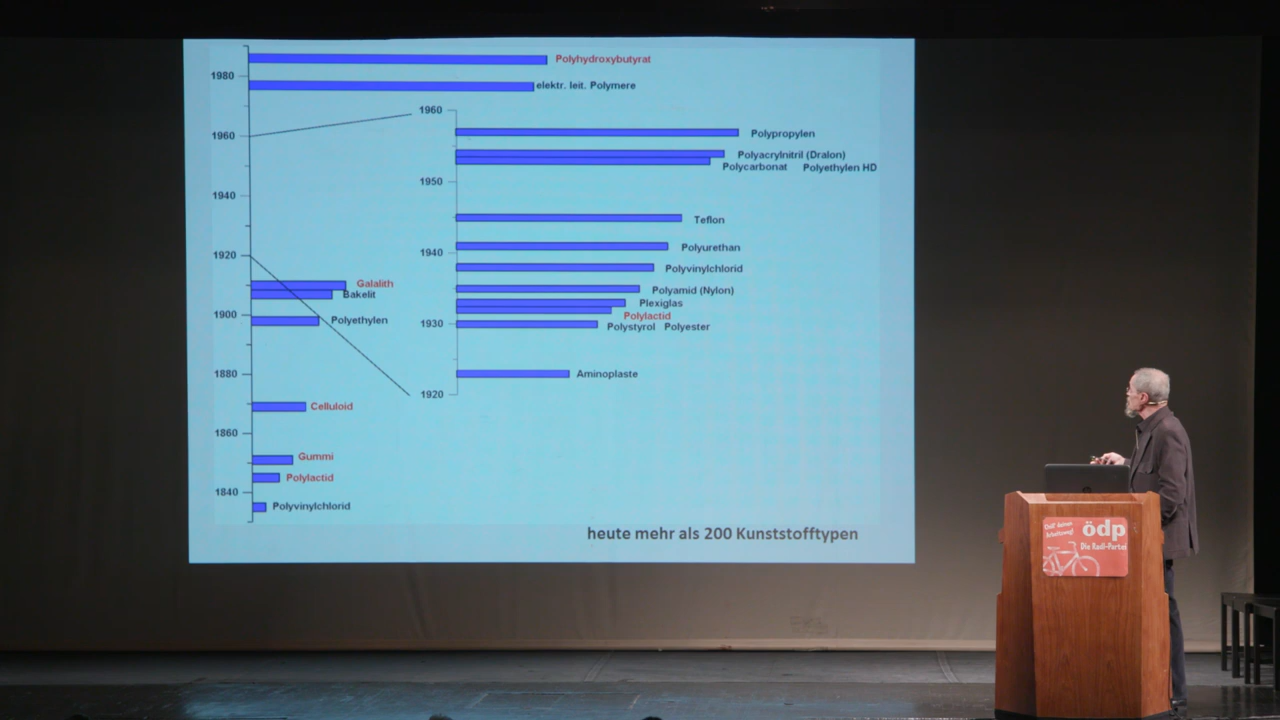 Polyhydroxybutyrat
1980
elektr. leit. Polymere
1960
1960
Polypropylen
Polyacrylnitril (Dralon)
Polycarbonat Polyethylen HD
1950
1940
Teflon
Polyurethan
1940
1920
Polyvinylchlorid
Galalith
Polyamid (Nylon)
Bakelit
Plexiglas
Polylactid
1900
Polyethylen
1930
Polystyrol Polyester
1880
Aminoplaste
1920
Celluloid
1860
Gummi
Polylactid
1840
Polyvinylchlorid
heute mehr als 200 Kunststofftypen
ödp
Die Radl-Partei